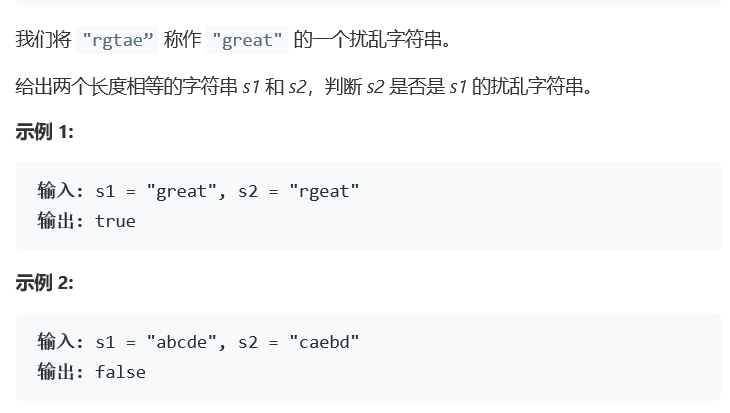 我们将 "rgtae” 称作 "great" 的一个扰乱字符串。
给出两个长度相等的字符串 s1 和 s2，判断 s2 是否是 s1 的扰乱字符串。
示例 1:
输入: s1 = "great", s2 = "rgeat"
输出: true
示例 2:
输入: s1 = "abcde", s2 = "caebd"
输出: false